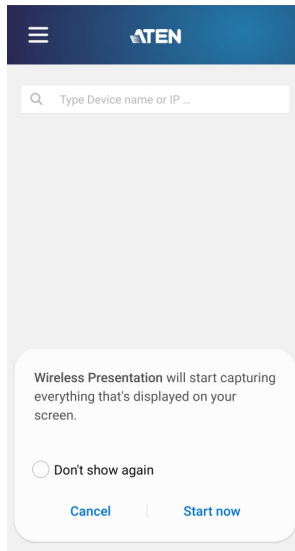 ATEN
Type Device name or IP ...
Wireless Presentation will start capturing
everything that's displayed on your
screen.
Don't show again
Cancel
Start now